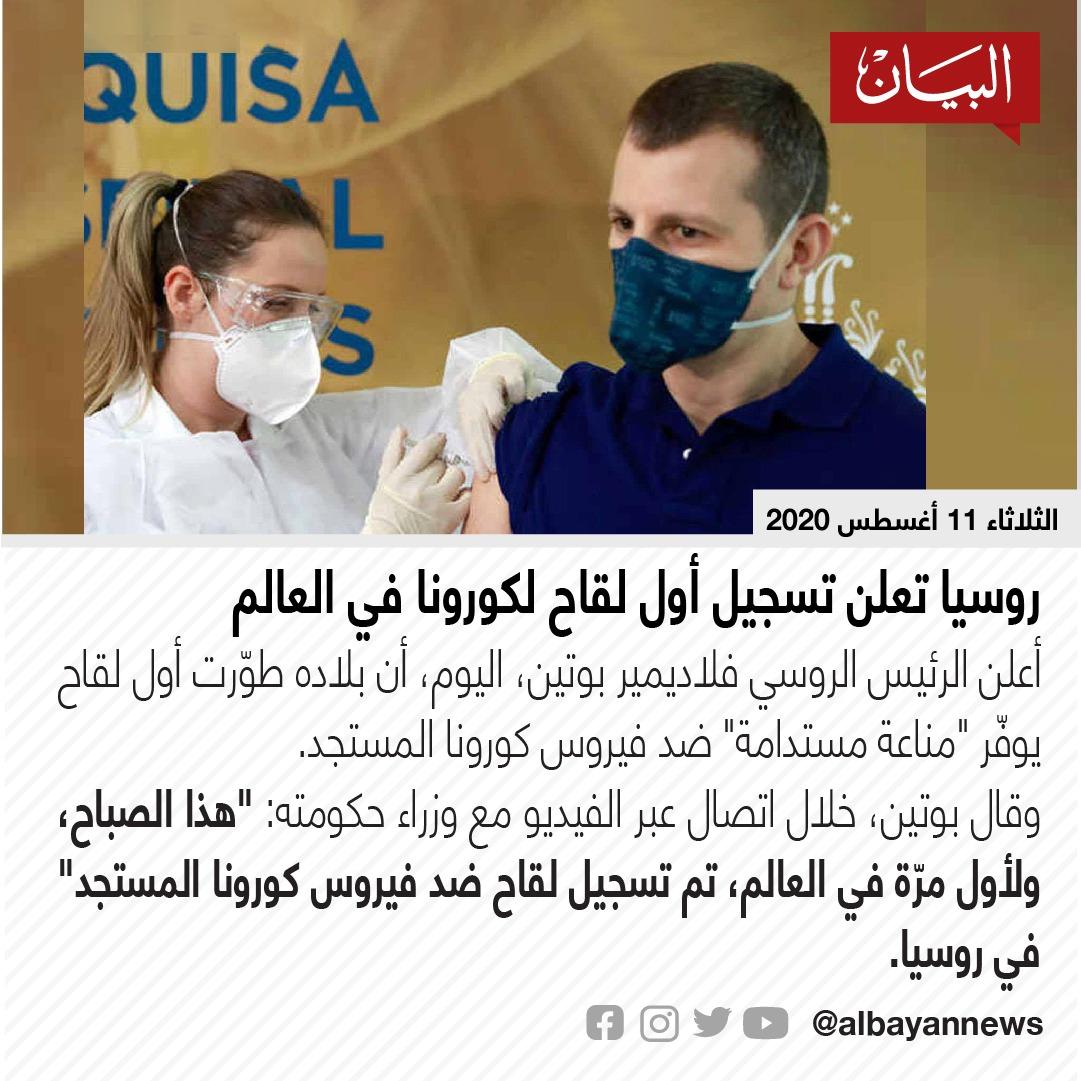 QUISA
البيان
الثلاثاء 11 أغسطس 2020
روسيا تعلن تسجيل أول لقاح لكورونا في العالم
أعلن الرئيس الروسي فلاديمير بوتين، اليوم، أن بلاده طوّرت أول لقاح
يوفّر "مناعة مستدامة" ضد فيروس كورونا المستجد.
وقال بوتين، خلال اتصال عبر الفيديو مع وزراء حكومته: "هذا الصباح،
ولأول مرّة في العالم، تم تسجيل لقاح ضد فيروس كورونا المستجد"
في روسيا.
@albayannews